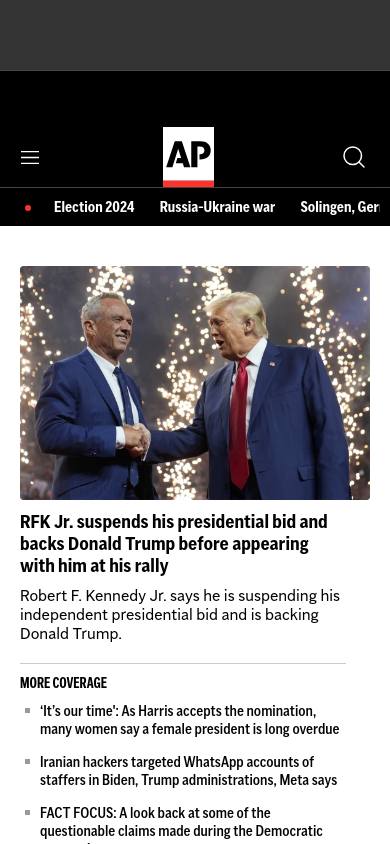 AP
Election 2024 Russia-Ukraine war Solingen, Ger
RFK Jr. suspends his presidential bid and
backs Donald Trump before appearing
with him at his rally
Robert F. Kennedy Jr. says he is suspending his
independent presidential bid and is backing
Donald Trump.
MORE COVERAGE
‘It’s our time': As Harris accepts the nomination,
many women say a female president is long overdue
Iranian hackers targeted WhatsApp accounts of
staffers in Biden, Trump administrations, Meta says
FACT FOCUS: A look back at some of the
questionable claims made during the Democratic